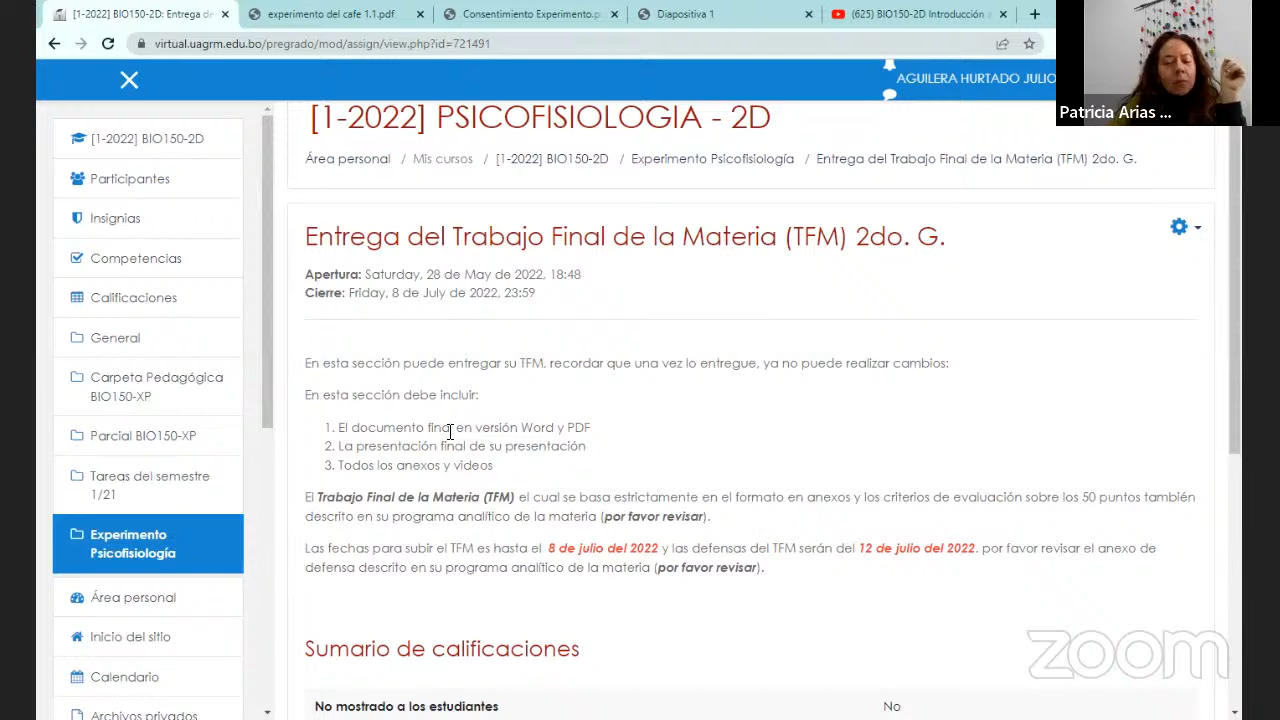 [1-2022] BIO150-2D: Entrega de
experimento del cafe 1.1.pdf
Consentimiento Experimento.p
Diapositiva 1
(625) BIO150-2D Introducción
virtual.uagrm.edu.bo/pregrado/mod/assign/view.php?id=721491
AGUILERA HURTADO JULIO
Patricia Arias ...
[1-2022] BIO150-2D
Participantes
Insignias
Competencias
Calificaciones
General
Carpeta Pedagógica
BIO150-XP
Parcial BIO150-XP
Tareas del semestre
1/21
Experimento
Psicofisiología
Área personal
Inicio del sitio
Calendario
Archivos privados
[1-2022] PSICOFISIOLOGIA - 2D
Área personal / Mis cursos / [1-2022] BIO150-2D / Experimento Psicofisiología / Entrega del Trabajo Final de la Materia (TFM) 2do. G.
Entrega del Trabajo Final de la Materia (TFM) 2do. G.
Apertura: Saturday, 28 de May de 2022, 18:48
Cierre: Friday, 8 de July de 2022, 23:59
En esta sección puede entregar su TFM, recordar que una vez lo entregue, ya no puede realizar cambios:
En esta sección debe incluir:
1. El documento final en versión Word y PDF
2. La presentación final de su presentación
3. Todos los anexos y videos
El Trabajo Final de la Materia (TFM) el cual se basa estrictamente en el formato en anexos y los criterios de evaluación sobre los 50 puntos también
descrito en su programa analítico de la materia (por favor revisar).
Las fechas para subir el TFM es hasta el 8 de julio del 2022 y las defensas del TFM serán del 12 de julio del 2022, por favor revisar el anexo de
defensa descrito en su programa analítico de la materia (por favor revisar).
Sumario de calificaciones
No mostrado a los estudiantes No
zoom